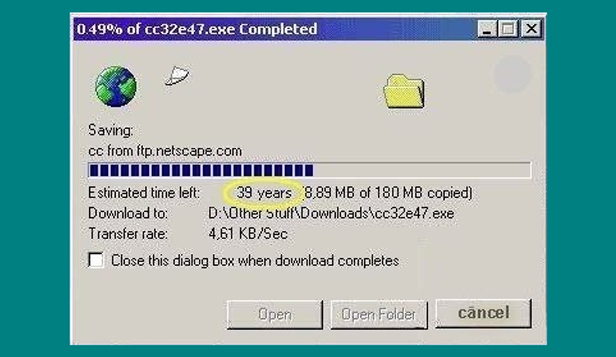 0.49% of cc32e47.exe Completed
Saving:
cc from ftp.netscape.com
Estimated time left: 39 years (8,89 MB of 180 MB copied)
Download to: D:\Other Stuff\Downloads\cc32e47.exe
Transfer rate: 4,61 KB/Sec
Close this dialog box when download completes
Open Open Folder cāncel